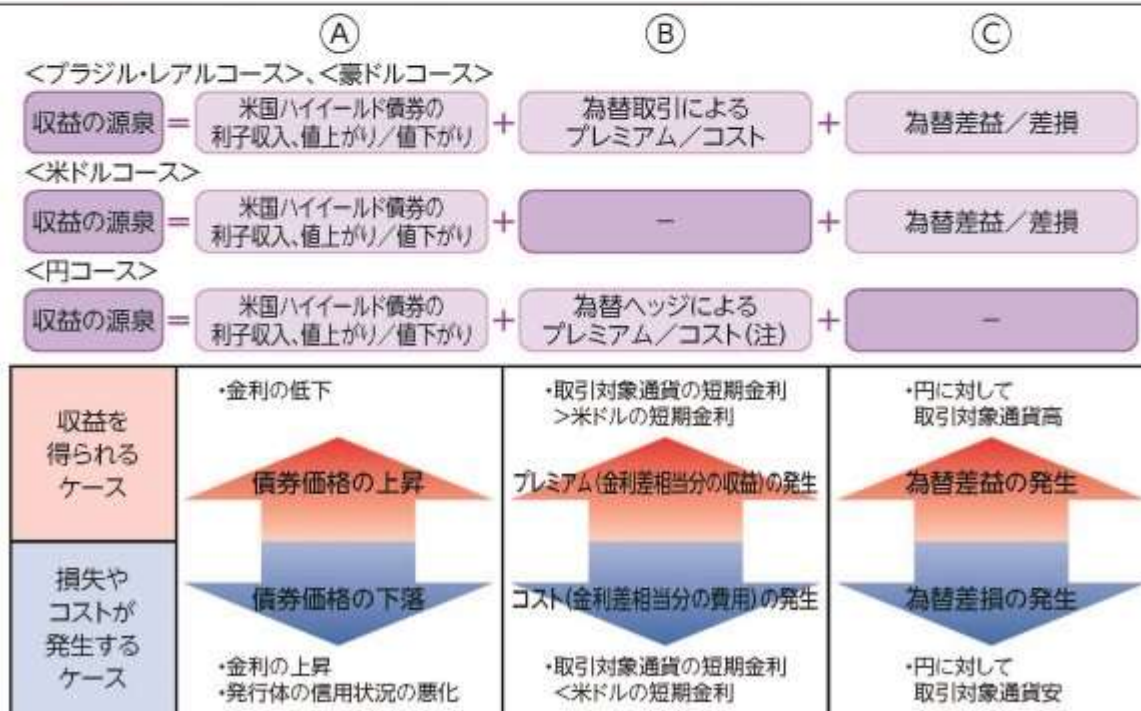 Ⓐ Ⓑ Ⓒ
<ブラジル・レアルコース>、<豪ドルコース>
収益の源泉 = 米国ハイイールド債券の
利子収入、値上がり/値下がり + 為替取引による
プレミアム/コスト + 為替差益/差損
<米ドルコース>
収益の源泉 = 米国ハイイールド債券の
利子収入、値上がり/値下がり + - + 為替差益/差損
<円コース>
収益の源泉 = 米国ハイイールド債券の
利子収入、値上がり/値下がり + 為替ヘッジによる
プレミアム/コスト(注) + -
収益を
得られる
ケース
・金利の低下
債券価格の上昇
・取引対象通貨の短期金利
>米ドルの短期金利
プレミアム(金利差相当分の収益)の発生
・円に対して
取引対象通貨高
為替差益の発生
損失や
コストが
発生する
ケース
債券価格の下落
・金利の上昇
・発行体の信用状況の悪化
コスト(金利差相当分の費用)の発生
・取引対象通貨の短期金利
<米ドルの短期金利
為替差損の発生
・円に対して
取引対象通貨安